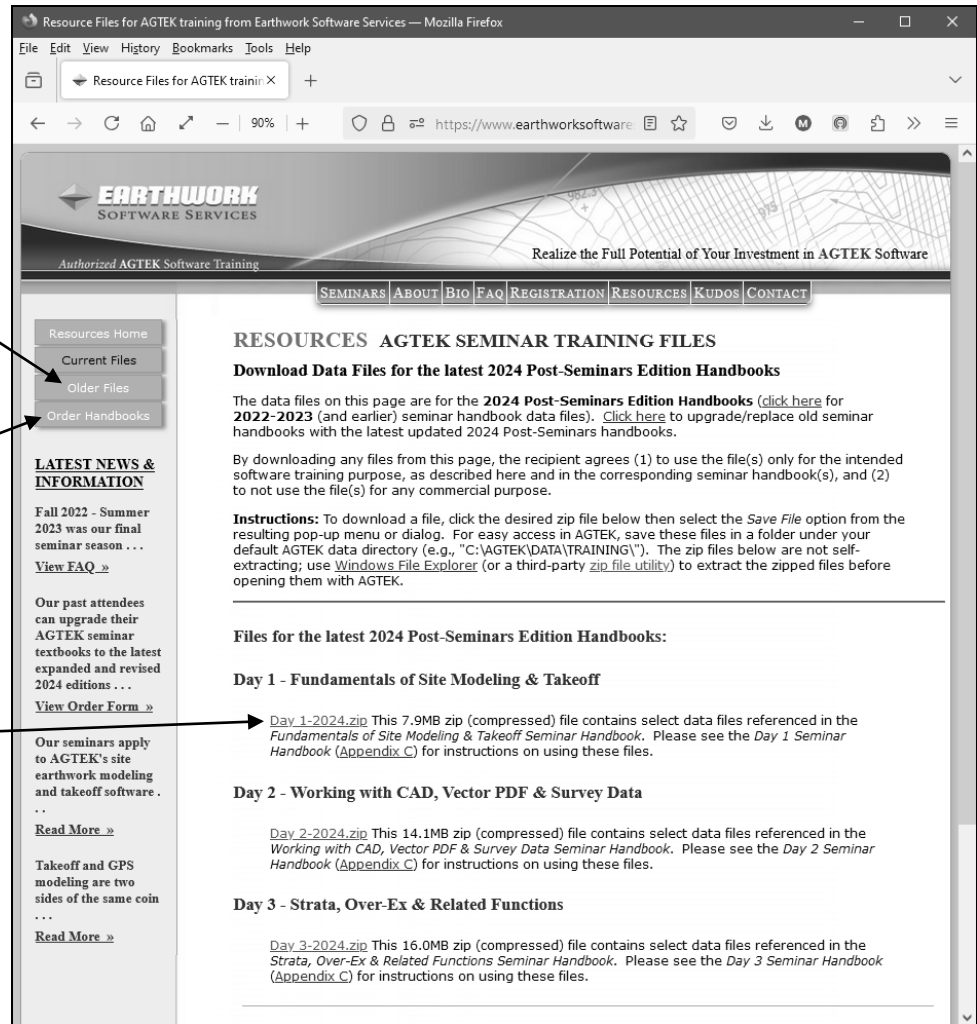 Resource Files for AGTEK training from Earthwork Software Services — Mozilla Firefox
File Edit View History Bookmarks Tools Help
Resource Files for AGTEK trainin
90%
https://www.earthworksoftware
M
EARTHWORK
SOFTWARE SERVICES
982.3
975
Realize the Full Potential of Your Investment in AGTEK Software
Authorized AGTEK Software Training
SEMINARS ABOUT BIO FAQ REGISTRATION RESOURCES KUDOS CONTACT
Resources Home
Current Files
Older Files
Order Handbooks
LATEST NEWS &
INFORMATION
Fall 2022 - Summer
2023 was our final
seminar season . . .
View FAQ »
Our past attendees
can upgrade their
AGTEK seminar
textbooks to the latest
expanded and revised
2024 editions . . .
View Order Form »
Our seminars apply
to AGTEK's site
earthwork modeling
and takeoff software .
. .
Read More »
Takeoff and GPS
modeling are two
sides of the same coin
. . .
Read More »
RESOURCES AGTEK SEMINAR TRAINING FILES
Download Data Files for the latest 2024 Post-Seminars Edition Handbooks
The data files on this page are for the 2024 Post-Seminars Edition Handbooks (click here for
2022-2023 (and earlier) seminar handbook data files). Click here to upgrade/replace old seminar
handbooks with the latest updated 2024 Post-Seminars handbooks.
By downloading any files from this page, the recipient agrees (1) to use the file(s) only for the intended
software training purpose, as described here and in the corresponding seminar handbook(s), and (2)
to not use the file(s) for any commercial purpose.
Instructions: To download a file, click the desired zip file below then select the Save File option from the
resulting pop-up menu or dialog. For easy access in AGTEK, save these files in a folder under your
default AGTEK data directory (e.g., "C:\AGTEK\DATA\TRAINING\"). The zip files below are not self-
extracting; use Windows File Explorer (or a third-party zip file utility) to extract the zipped files before
opening them with AGTEK.
Files for the latest 2024 Post-Seminars Edition Handbooks:
Day 1 - Fundamentals of Site Modeling & Takeoff
Day 1-2024.zip This 7.9MB zip (compressed) file contains select data files referenced in the
Fundamentals of Site Modeling & Takeoff Seminar Handbook. Please see the Day 1 Seminar
Handbook (Appendix C) for instructions on using these files.
Day 2 - Working with CAD, Vector PDF & Survey Data
Day 2-2024.zip This 14.1MB zip (compressed) file contains select data files referenced in the
Working with CAD, Vector PDF & Survey Data Seminar Handbook. Please see the Day 2 Seminar
Handbook (Appendix C) for instructions on using these files.
Day 3 - Strata, Over-Ex & Related Functions
Day 3-2024.zip This 16.0MB zip (compressed) file contains select data files referenced in the
Strata, Over-Ex & Related Functions Seminar Handbook. Please see the Day 3 Seminar Handbook
(Appendix C) for instructions on using these files.